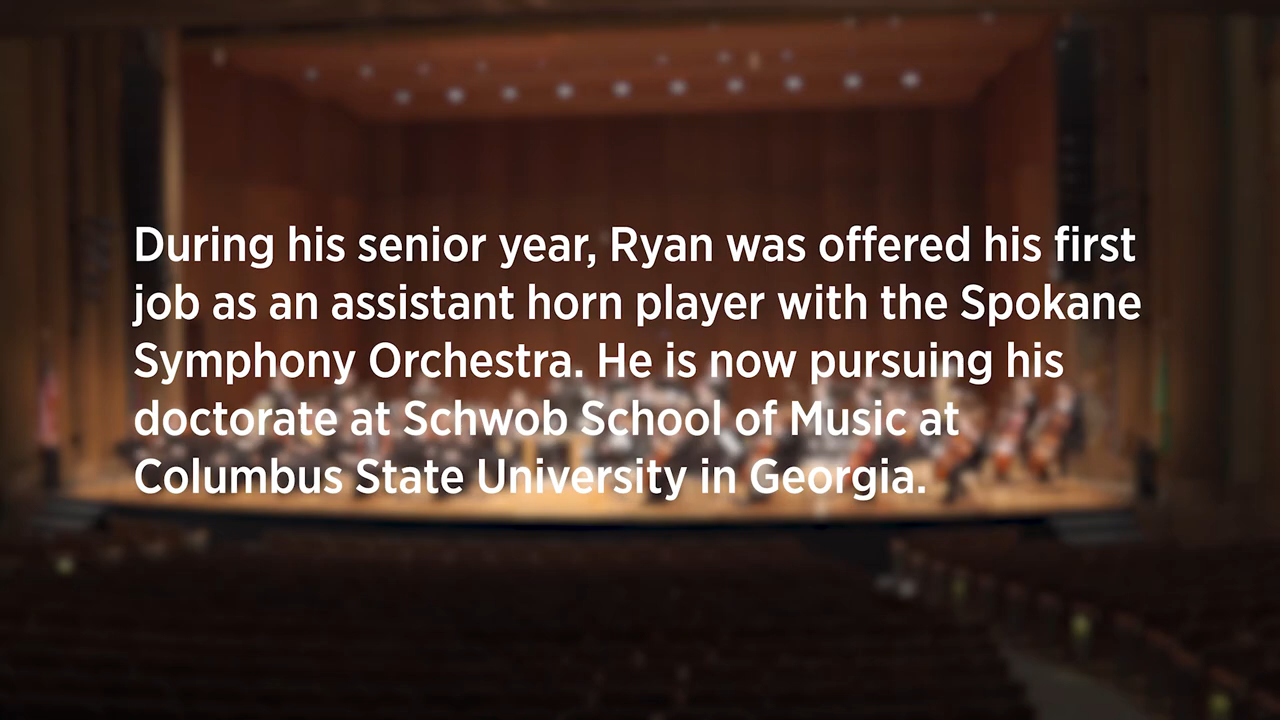 During his senior year, Ryan was offered his first
job as an assistant horn player with the Spokane
Symphony Orchestra. He is now pursuing his
doctorate at Schwob School of Music at
Columbus State University in Georgia.